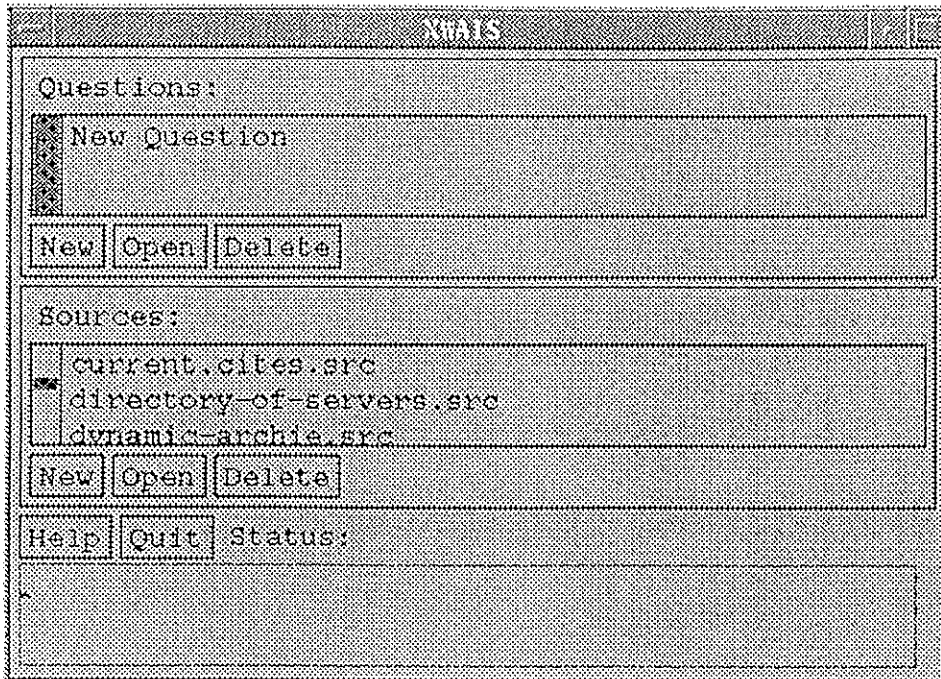 XWAIS
Questions:
New Question
New Open Delete
Sources:
current.cites.src
directory-of-servers.src
dynamic-archie.src
New Open Delete
Help Quit Status: